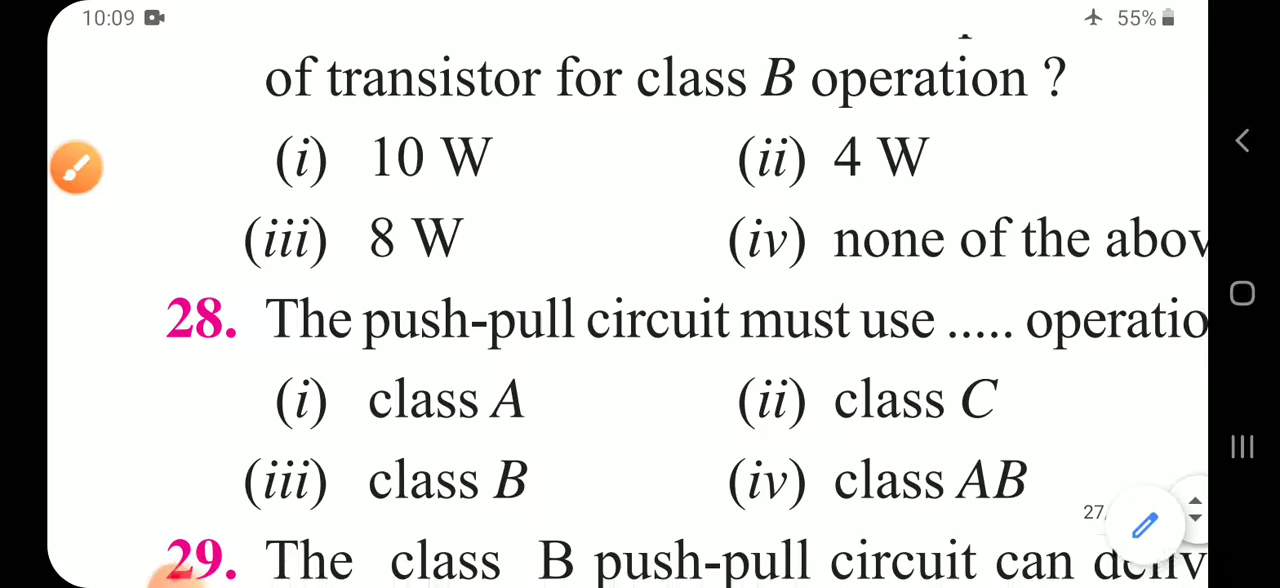 10:09 55%
of transistor for class B operation ?
(i) 10 W (ii) 4 W
(iii) 8 W (iv) none of the abov
28. The push-pull circuit must use ..... operatio
(i) class A (ii) class C
(iii) class B (iv) class AB
27
29. The class B push-pull circuit can deliv